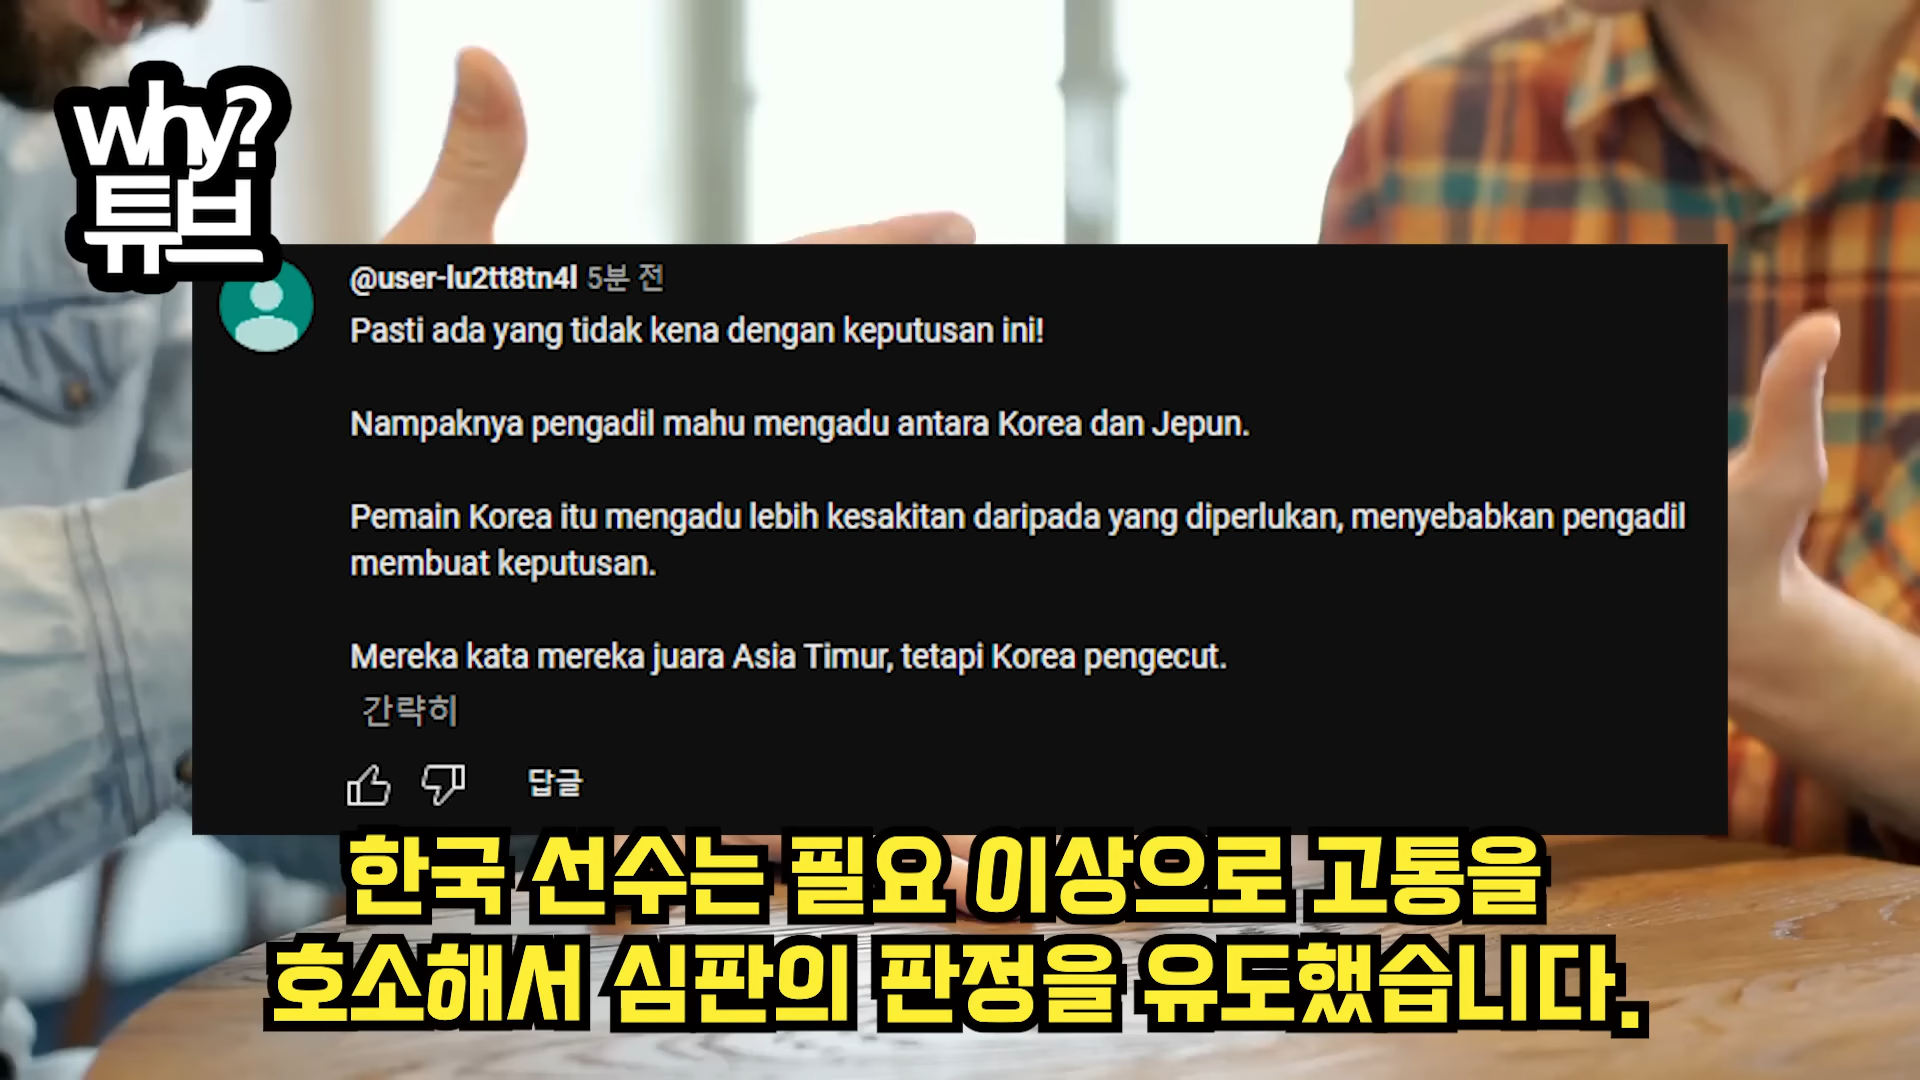 why?
튜브
@user-lu2tt8tn4l 5분 전
Pasti ada yang tidak kena dengan keputusan ini!
Nampaknya pengadil mahu mengadu antara Korea dan Jepun.
Pemain Korea itu mengadu lebih kesakitan daripada yang diperlukan, menyebabkan pengadil
membuat keputusan.
Mereka kata mereka juara Asia Timur, tetapi Korea pengecut.
간략히
답글
한국 선수는 필요 이상으로 고통을
호소해서 심판의 판정을 유도했습니다.